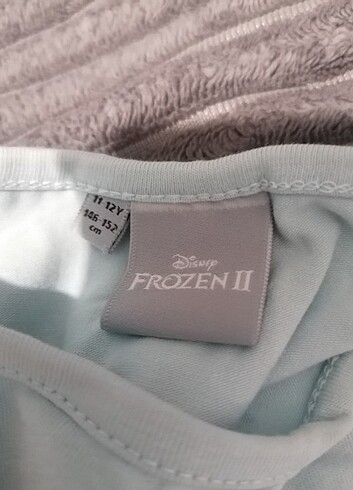 11 12Y
146-152
cm
Disney
FROZEN II